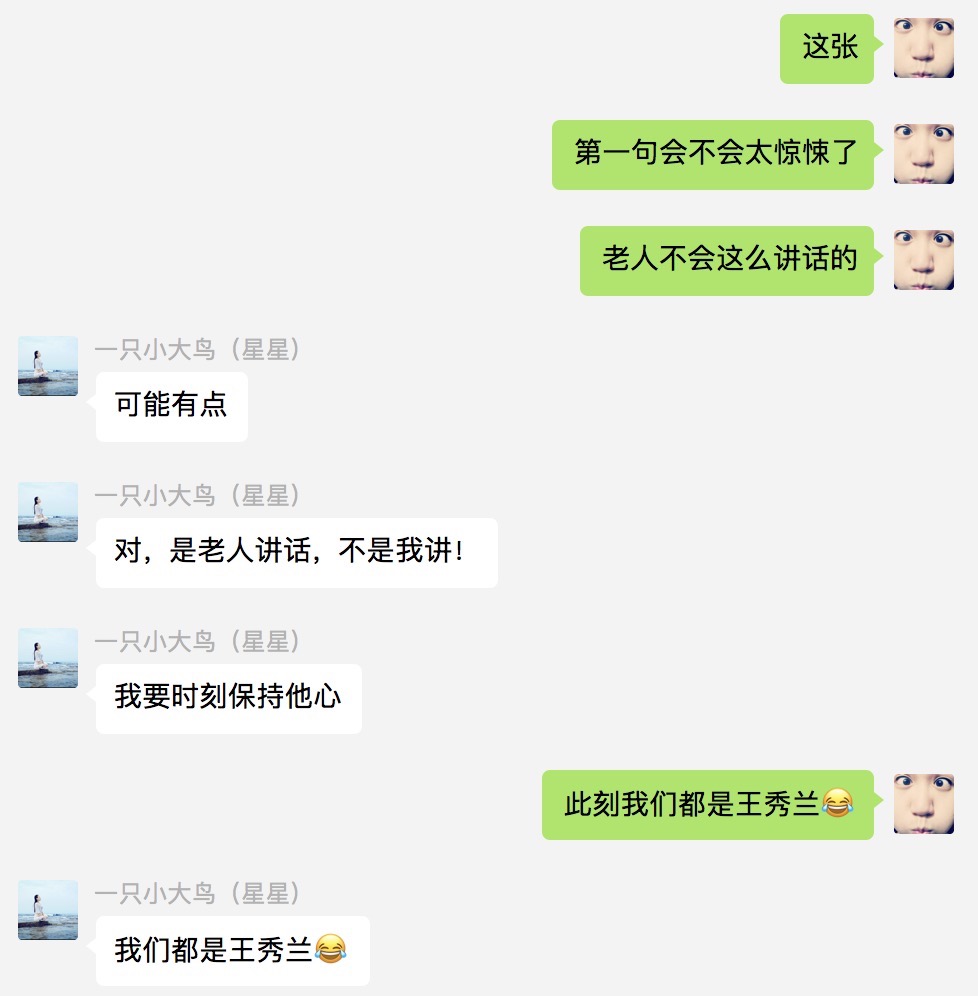 这张
第一句会不会太惊悚了
老人不会这么讲话的
一只小大鸟（星星）
可能有点
一只小大鸟（星星）
对，是老人讲话，不是我讲！
一只小大鸟（星星）
我要时刻保持他心
此刻我们都是王秀兰😂
一只小大鸟（星星）
我们都是王秀兰😂